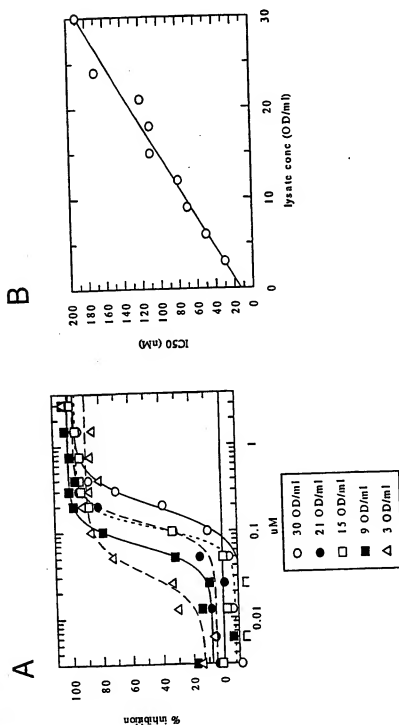 A
% inhibition
100
80
60
40
20
0
0.01
0.1
1
uM
30 OD/ml
21 OD/ml
15 OD/ml
9 OD/ml
3 OD/ml
B
IC50 (nM)
200
180
160
140
120
100
80
60
40
20
0
0
10
20
30
lysate conc (OD/ml)